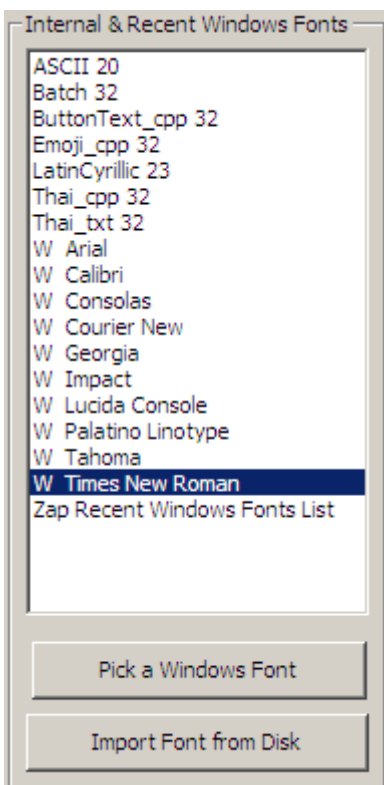 Internal & Recent Windows Fonts
ASCII 20
Batch 32
ButtonText_cpp 32
Emoji_cpp 32
LatinCyrillic 23
Thai_cpp 32
Thai_txt 32
W Arial
W Calibri
W Consolas
W Courier New
W Georgia
W Impact
W Lucida Console
W Palatino Linotype
W Tahoma
W Times New Roman
Zap Recent Windows Fonts List
Pick a Windows Font
Import Font from Disk